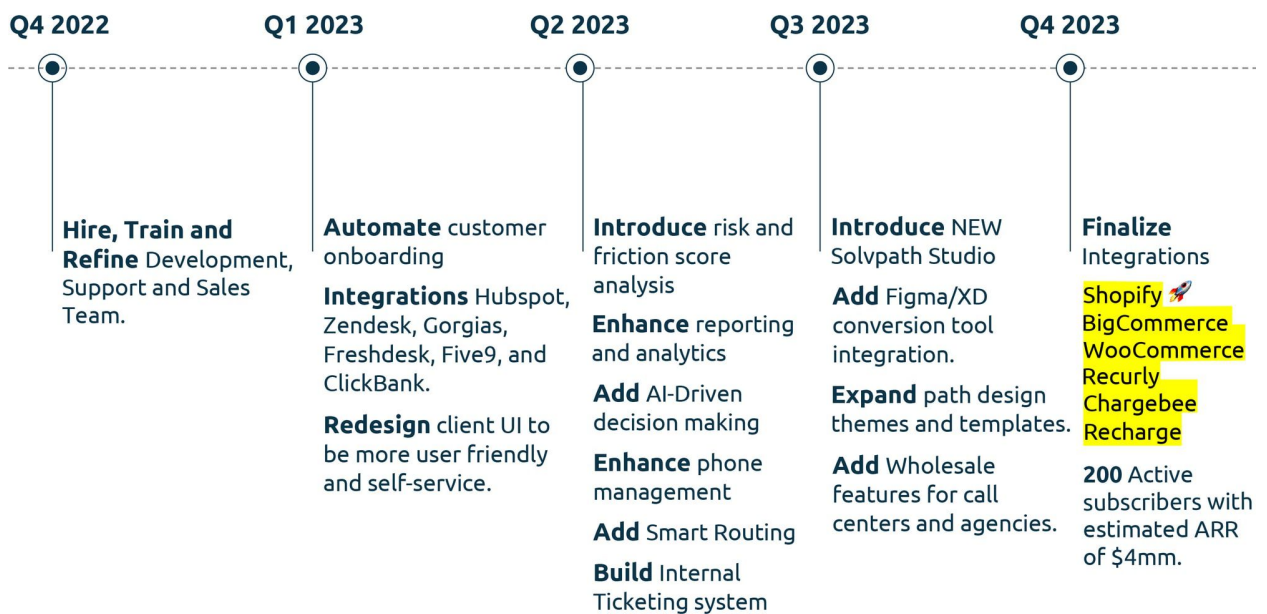 Q4 2022
Q1 2023
Q2 2023
Q3 2023
Q4 2023
Hire, Train and
Refine Development,
Support and Sales
Team.
Automate customer
onboarding
Integrations Hubspot,
Zendesk, Gorgias,
Freshdesk, Five9, and
ClickBank.
Redesign client UI to
be more user friendly
and self-service.
Introduce risk and
friction score
analysis
Enhance reporting
and analytics
Add AI-Driven
decision making
Enhance phone
management
Add Smart Routing
Build Internal
Ticketing system
Introduce NEW
Solvpath Studio
Add Figma/XD
conversion tool
integration.
Expand path design
themes and templates.
Add Wholesale
features for call
centers and agencies.
Finalize
Integrations
Shopify 🚀
BigCommerce
WooCommerce
Recurly
Chargebee
Recharge
200 Active
subscribers with
estimated ARR
of $4mm.